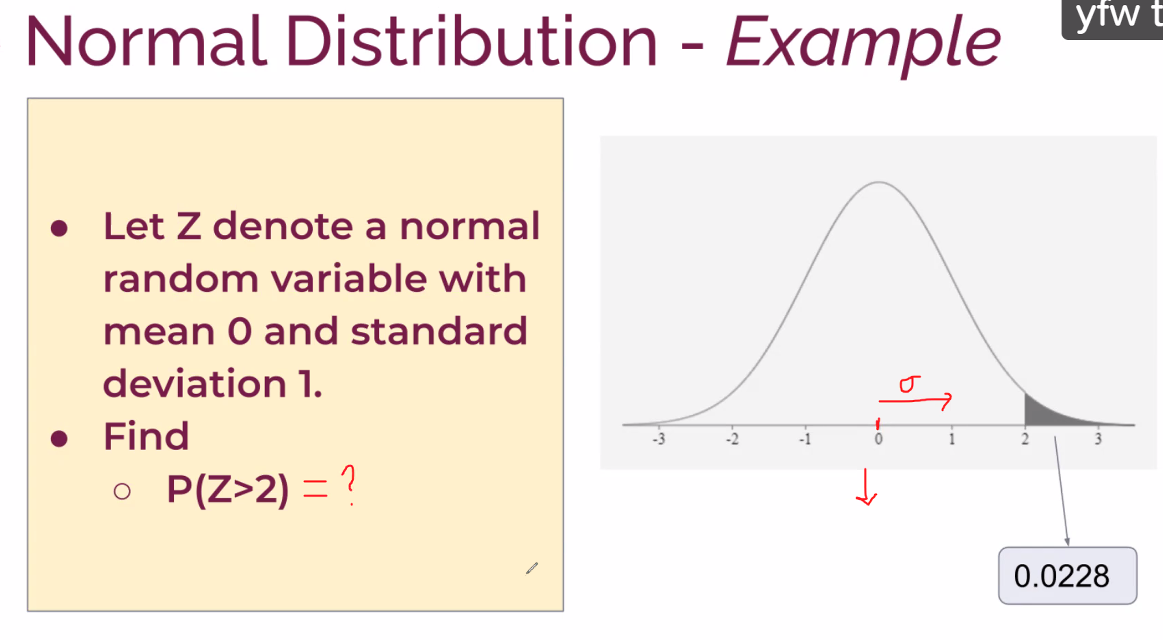 Normal Distribution - Example
yfw t
● Let Z denote a normal
random variable with
mean 0 and standard
deviation 1.
● Find
○ P(Z>2) = ?
σ
-3 -2 -1 0 1 2 3
0.0228